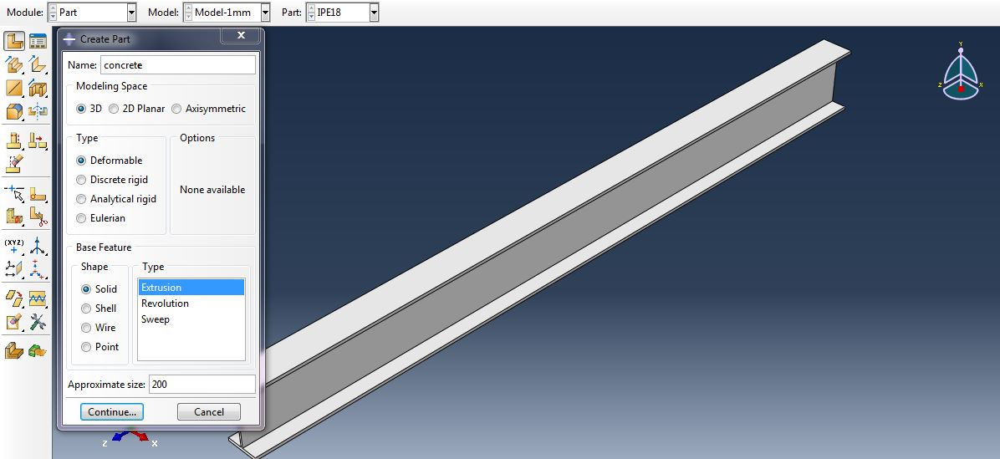 Module: Part Model: Model-1mm Part: IPE18
Create Part
Name: concrete
Modeling Space
3D 2D Planar Axisymmetric
Type Options
Deformable
Discrete rigid
None available
Analytical rigid
Eulerian
Base Feature
Shape Type
Solid Extrusion
Shell Revolution
Wire Sweep
Point
Approximate size: 200
Continue... Cancel
(XYZ)
Y
Z X
Z X